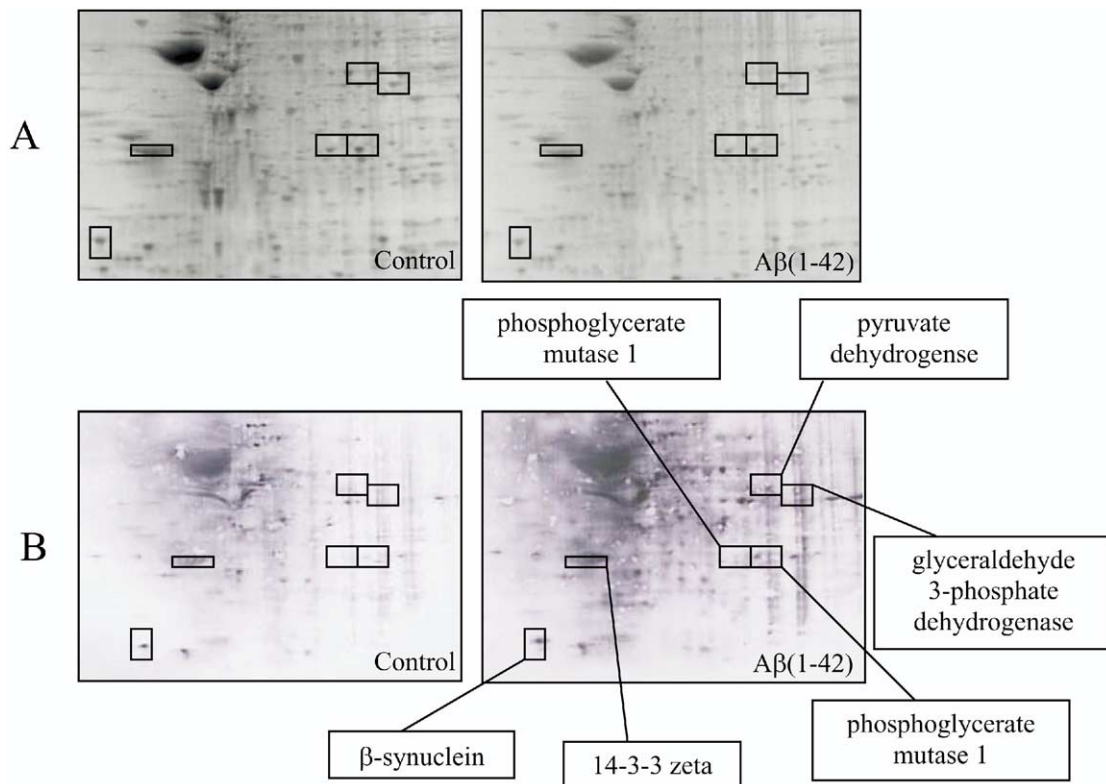 A
Control
Aβ(1-42)
phosphoglycerate
mutase 1
pyruvate
dehydrogense
B
Control
Aβ(1-42)
glyceraldehyde
3-phosphate
dehydrogenase
β-synuclein
14-3-3 zeta
phosphoglycerate
mutase 1